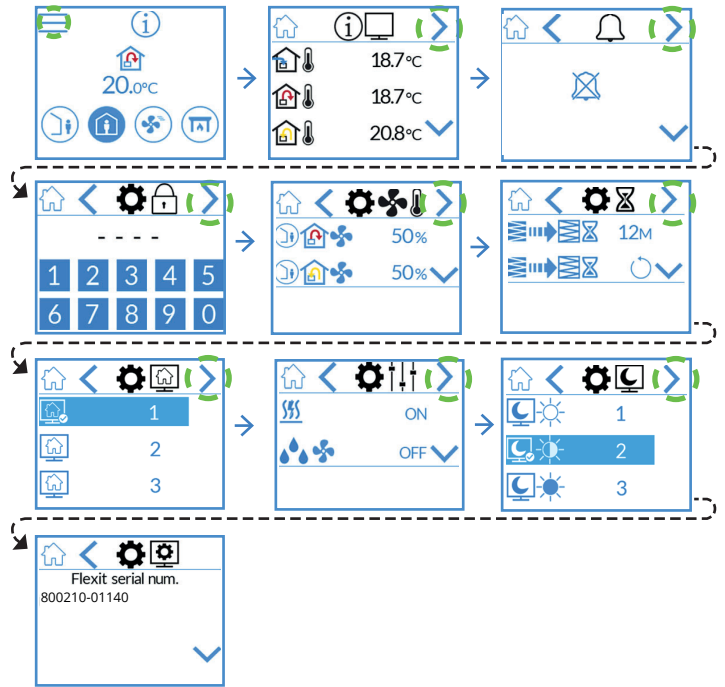 i
20.0°C
i
18.7°C
18.7°C
20.8°C
- - - -
1 2 3 4 5
6 7 8 9 0
50%
50%
12M
1
2
3
ON
OFF
1
2
3
Flexit serial num.
800210-01140